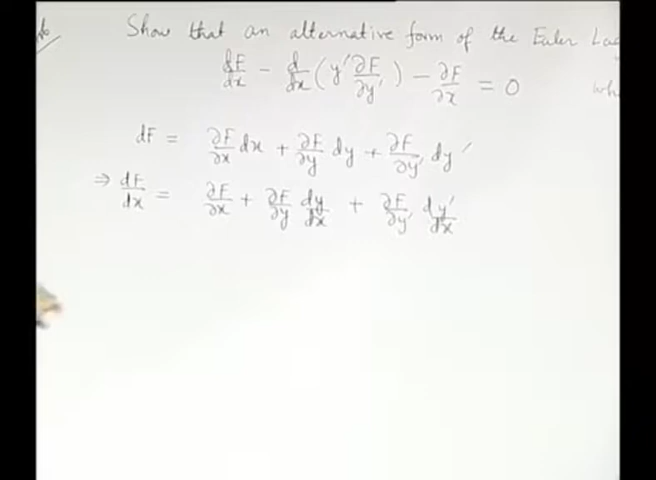 Show that an alternative form of the Euler Lag
dF/dx - d/dx (y' ∂F/∂y') - ∂F/∂x = 0 wh
dF = ∂F/∂x dx + ∂F/∂y dy + ∂F/∂y' dy'
⇒ dF/dx = ∂F/∂x + ∂F/∂y dy/dx + ∂F/∂y' dy'/dx